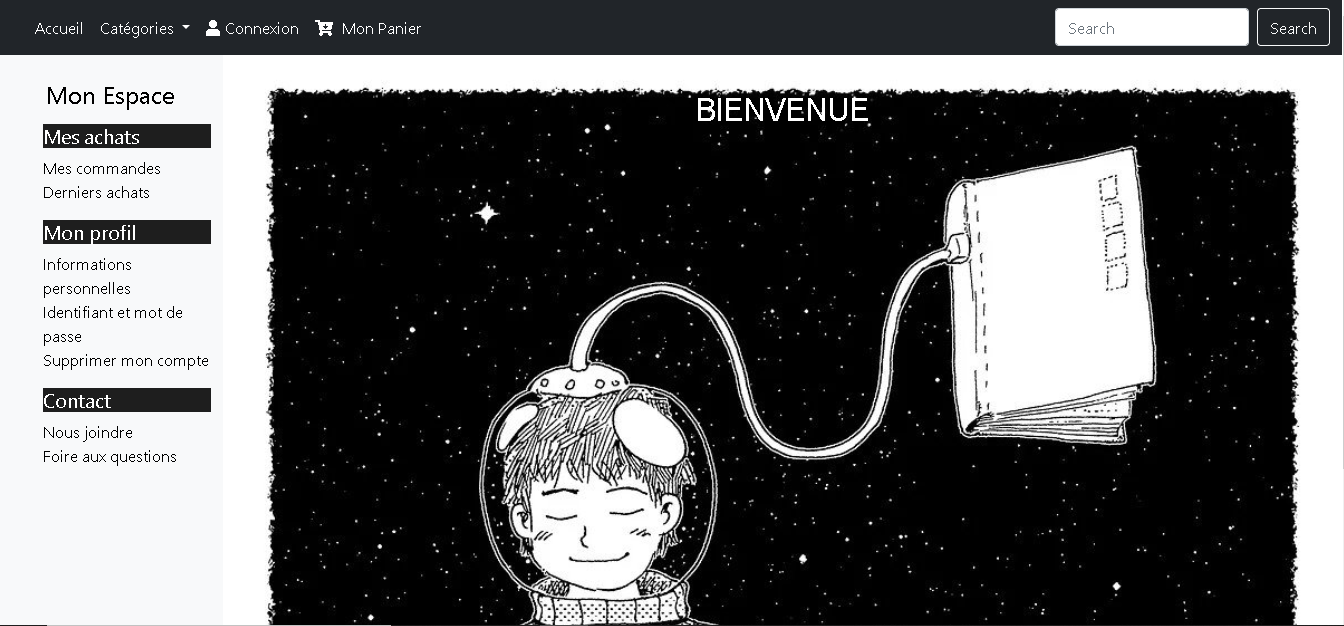 Accueil Catégories Connexion Mon Panier Search Search
Mon Espace
BIENVENUE
Mes achats
Mes commandes
Derniers achats
Mon profil
Informations
personnelles
Identifiant et mot de
passe
Supprimer mon compte
Contact
Nous joindre
Foire aux questions